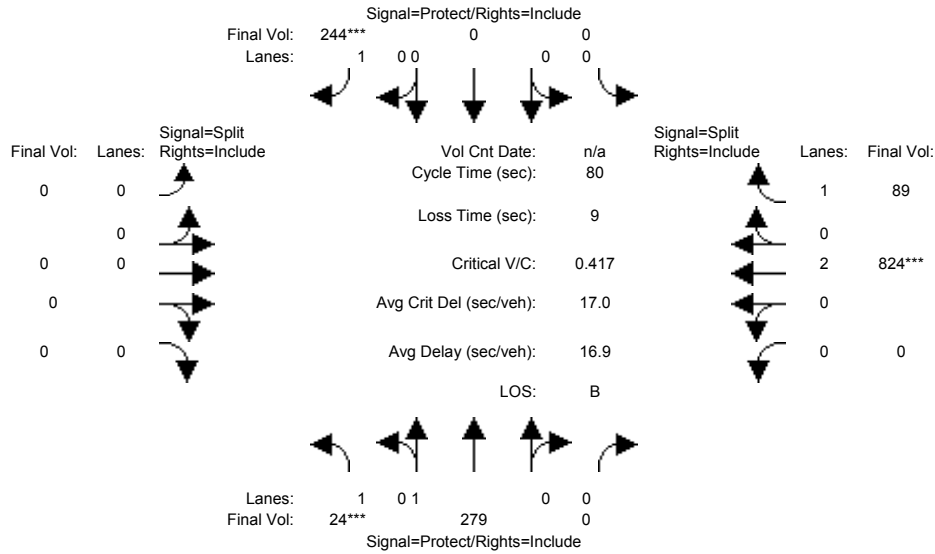 Signal=Protect/Rights=Include
Final Vol: 244*** 0 0
Lanes: 1 0 0 0 0
Signal=Split Signal=Split
Final Vol: Lanes: Rights=Include Vol Cnt Date: n/a Rights=Include Lanes: Final Vol:
Cycle Time (sec): 80
0 0 1 89
Loss Time (sec): 9
0 0
0 0 Critical V/C: 0.417 2 824***
0 Avg Crit Del (sec/veh): 17.0 0
0 0 Avg Delay (sec/veh): 16.9 0 0
LOS: B
Lanes: 1 0 1 0 0
Final Vol: 24*** 279 0
Signal=Protect/Rights=Include